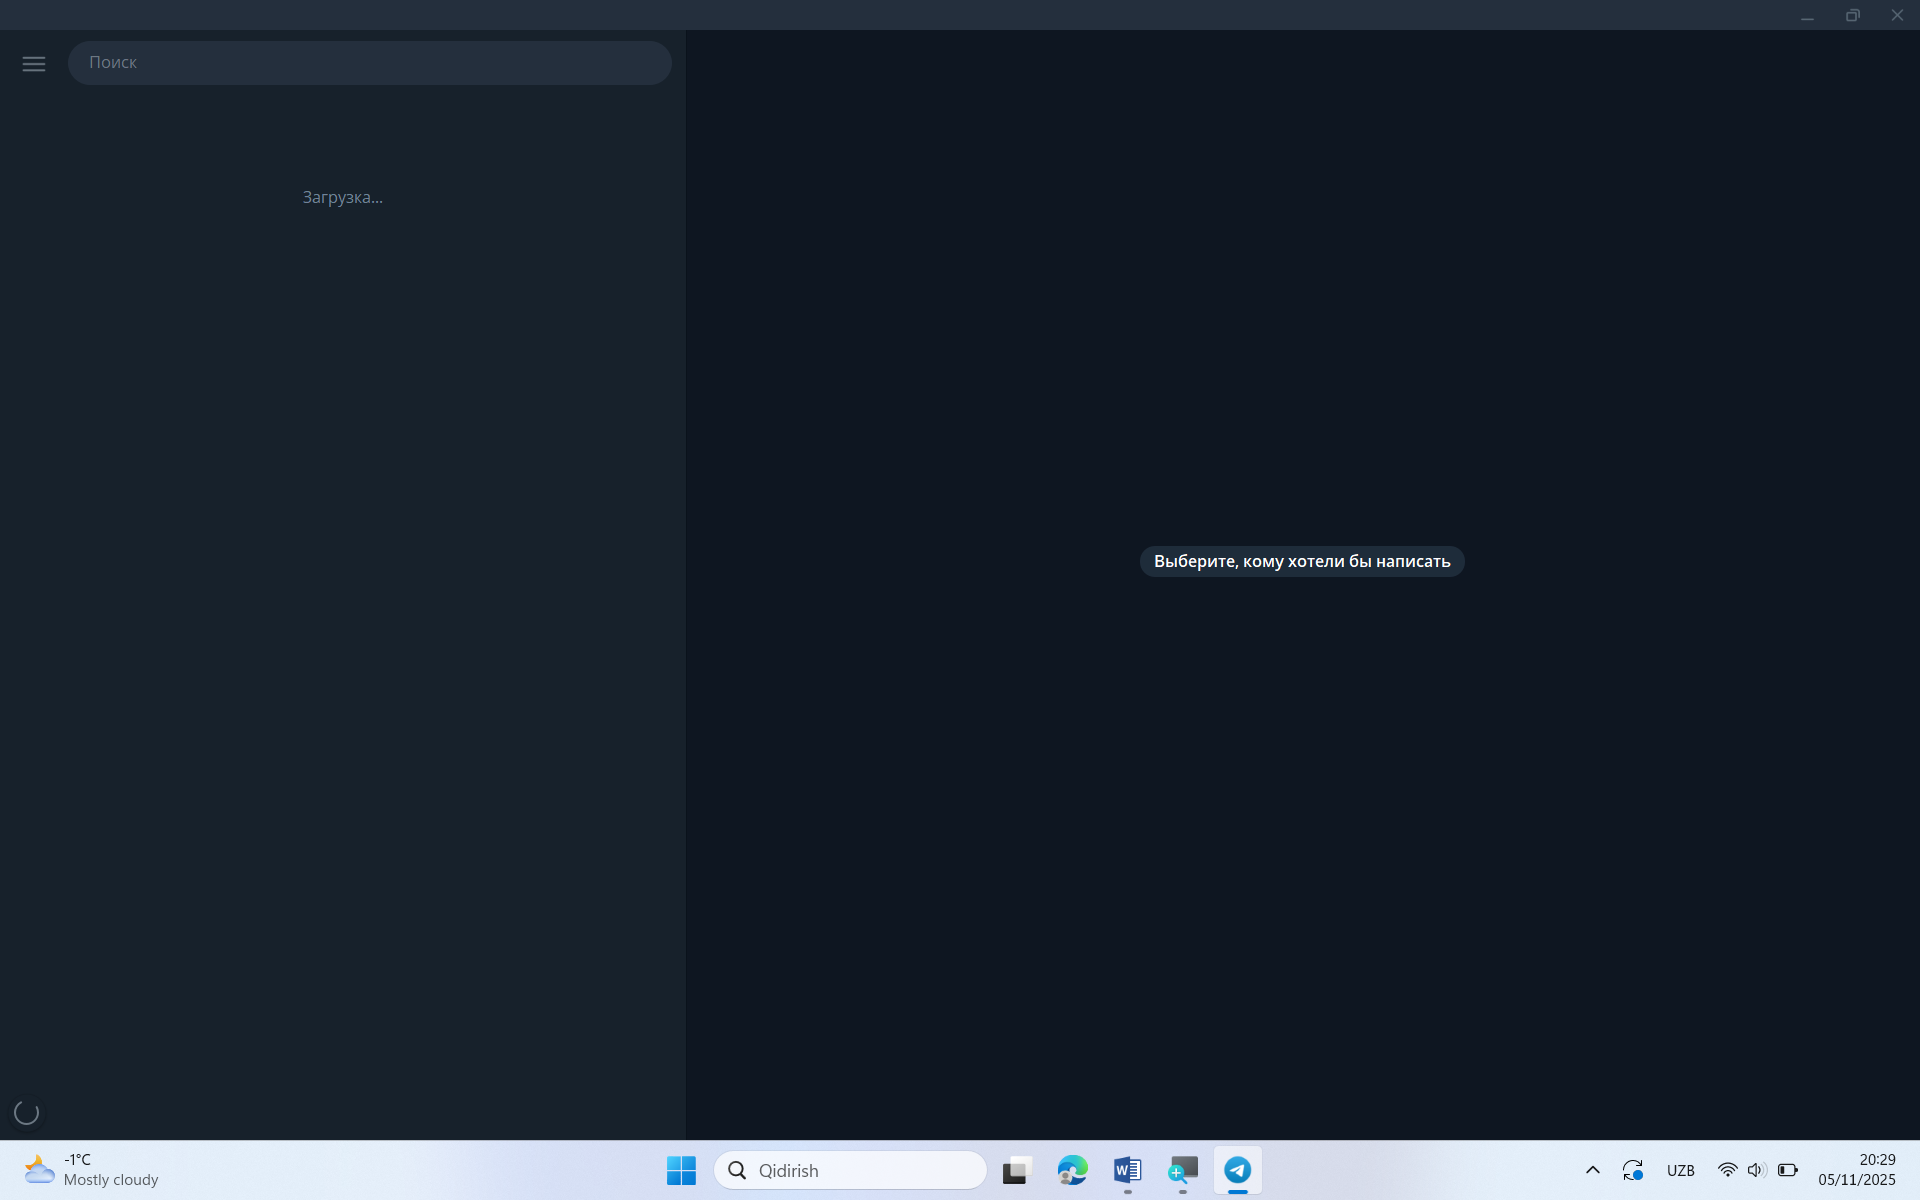 Поиск
Загрузка...
Выберите, кому хотели бы написать
-1°C
Mostly cloudy
Qidirish
UZB
20:29
05/11/2025